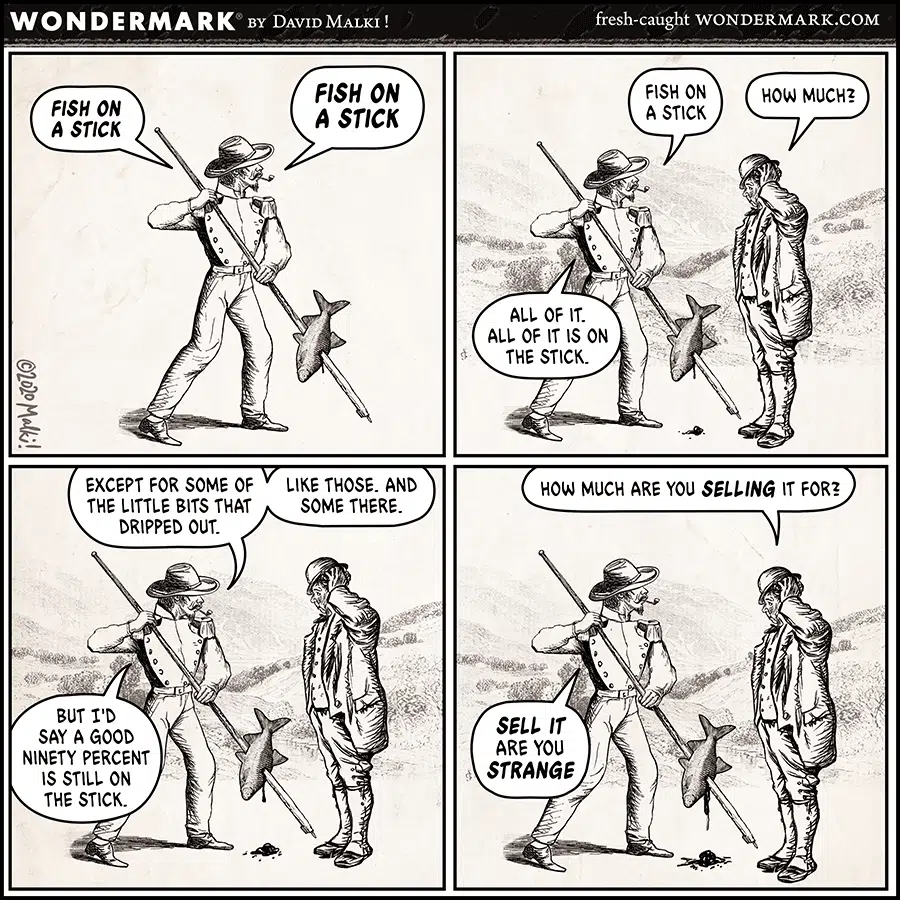 WONDERMARK® BY DAVID MALKI !
fresh-caught WONDERMARK.COM
FISH ON
A STICK
FISH ON
A STICK
©2020 Malki!
FISH ON
A STICK
HOW MUCH?
ALL OF IT.
ALL OF IT IS ON
THE STICK.
EXCEPT FOR SOME OF
THE LITTLE BITS THAT
DRIPPED OUT.
LIKE THOSE. AND
SOME THERE.
BUT I'D
SAY A GOOD
NINETY PERCENT
IS STILL ON
THE STICK.
HOW MUCH ARE YOU SELLING IT FOR?
SELL IT
ARE YOU
STRANGE